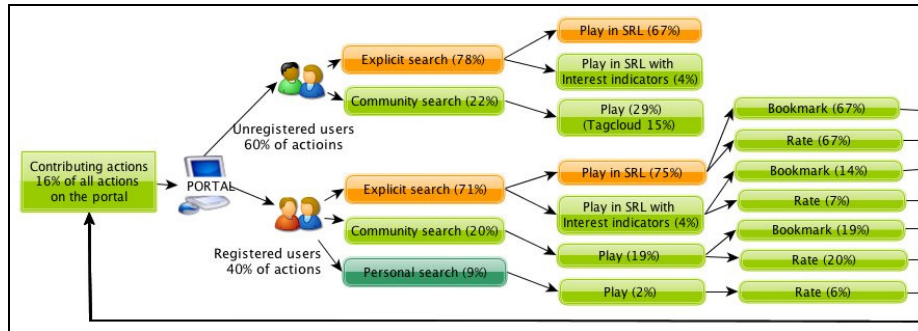 Contributing actions
16% of all actions
on the portal
PORTAL
Unregistered users
60% of actioins
Explicit search (78%)
Community search (22%)
Play in SRL (67%)
Play in SRL with
Interest indicators (4%)
Play (29%)
(Tagcloud 15%)
Registered users
40% of actions
Explicit search (71%)
Community search (20%)
Personal search (9%)
Play in SRL (75%)
Play in SRL with
Interest indicators (4%)
Play (19%)
Play (2%)
Bookmark (67%)
Rate (67%)
Bookmark (14%)
Rate (7%)
Bookmark (19%)
Rate (20%)
Rate (6%)